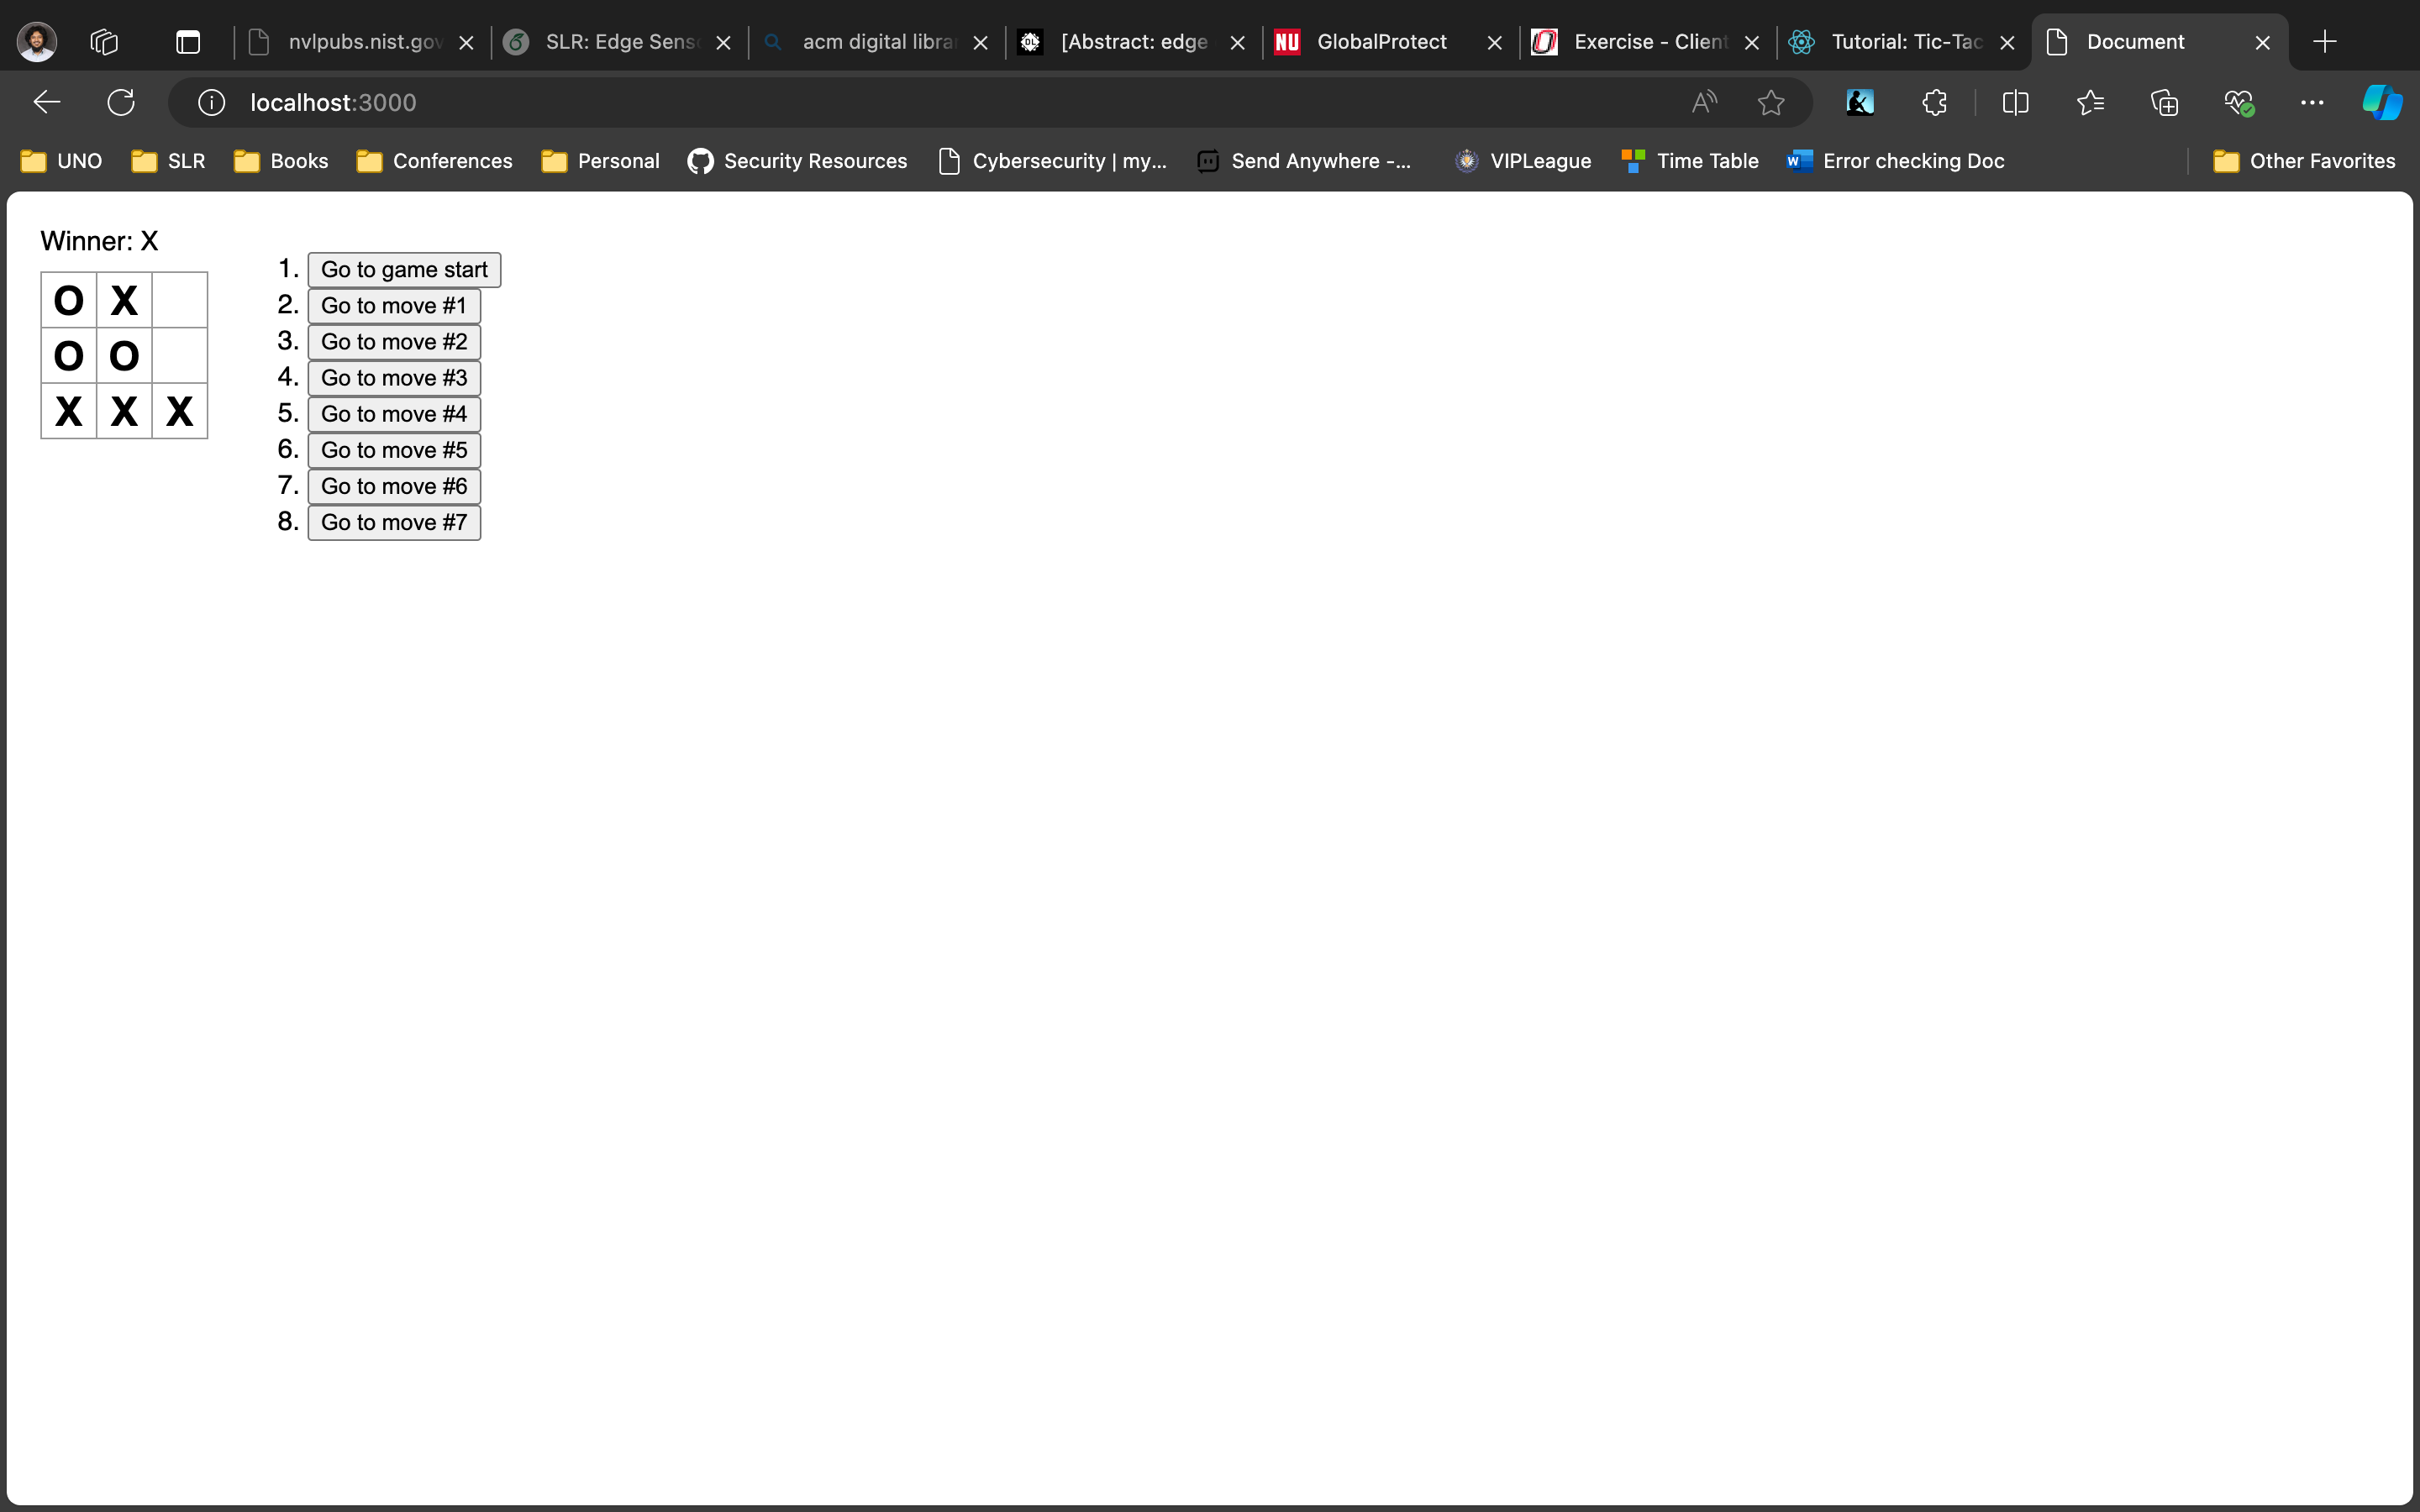 nvlpubs.nist.gov
SLR: Edge Sens
acm digital libra
[Abstract: edge
NU GlobalProtect
Exercise - Client
Tutorial: Tic-Tac
Document
localhost:3000
UNO
SLR
Books
Conferences
Personal
Security Resources
Cybersecurity | my...
Send Anywhere -...
VIPLeague
Time Table
Error checking Doc
Other Favorites
Winner: X
O X
O O
X X X
1. Go to game start
2. Go to move #1
3. Go to move #2
4. Go to move #3
5. Go to move #4
6. Go to move #5
7. Go to move #6
8. Go to move #7